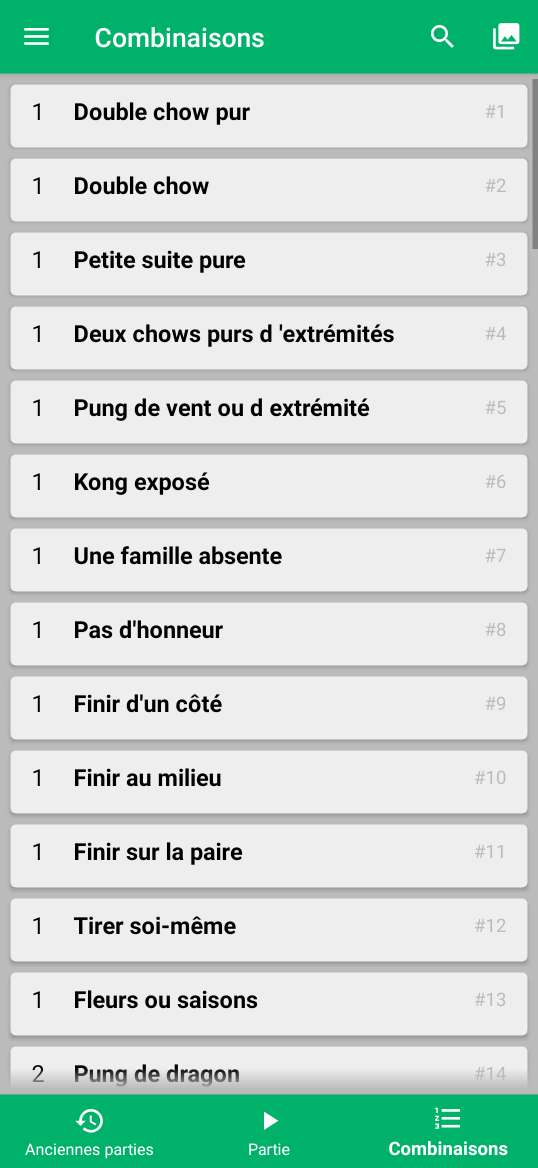 Combinaisons
1 Double chow pur #1
1 Double chow #2
1 Petite suite pure #3
1 Deux chows purs d 'extrémités #4
1 Pung de vent ou d extrémité #5
1 Kong exposé #6
1 Une famille absente #7
1 Pas d'honneur #8
1 Finir d'un côté #9
1 Finir au milieu #10
1 Finir sur la paire #11
1 Tirer soi-même #12
1 Fleurs ou saisons #13
2 Pung de dragon #14
Anciennes parties Partie Combinaisons